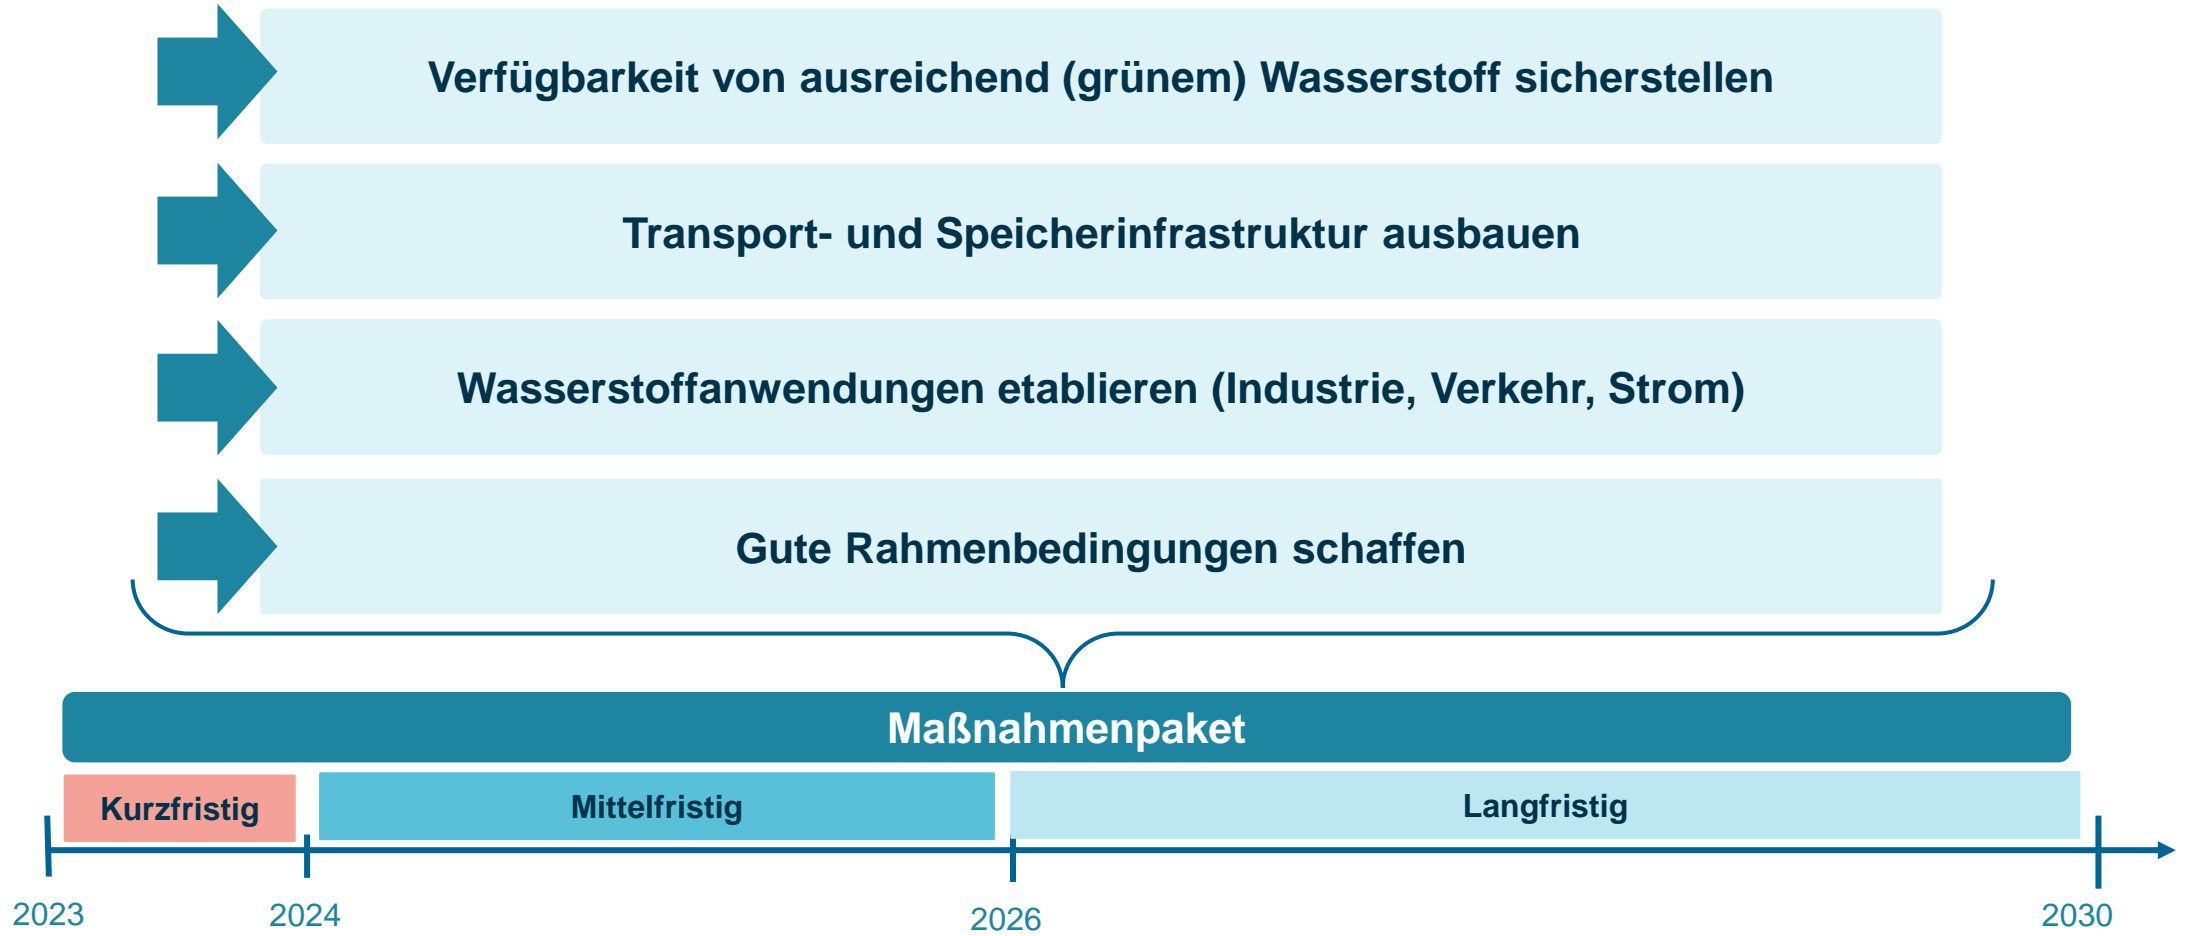 Verfügbarkeit von ausreichend (grünem) Wasserstoff sicherstellen
Transport- und Speicherinfrastruktur ausbauen
Wasserstoffanwendungen etablieren (Industrie, Verkehr, Strom)
Gute Rahmenbedingungen schaffen
Maßnahmenpaket
Kurzfristig
Mittelfristig
Langfristig
2023
2024
2026
2030